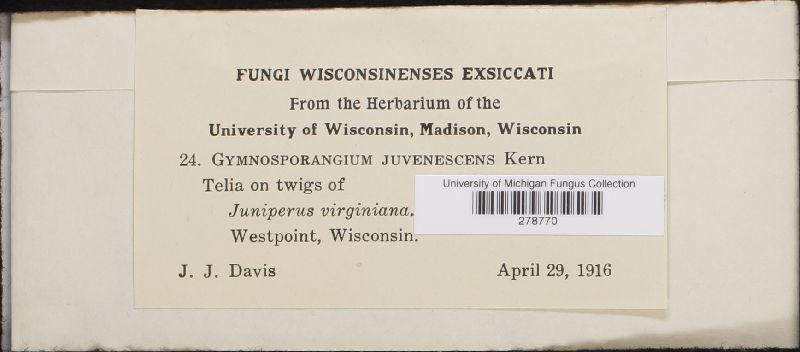 FUNGI WISCONSINENSES EXSICCATI
From the Herbarium of the
University of Wisconsin, Madison, Wisconsin
24. GYMNOSPORANGIUM JUVENESCENS Kern
Telia on twigs of
Juniperus virginiana.
Westpoint, Wisconsin.
J. J. Davis April 29, 1916
University of Michigan Fungus Collection
278770